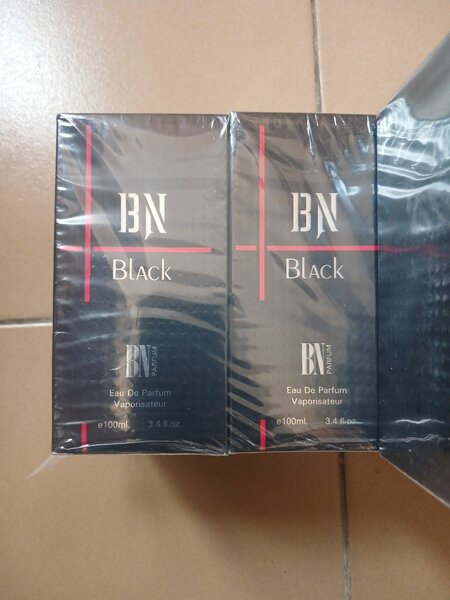 BN
BLACK
BN PARFUM
Eau De Parfum
Vaporisateur
e100ml. 3.4 fl.oz.
BN
BLACK
BN PARFUM
Eau De Parfum
Vaporisateur
e100ml. 3.4 fl.oz.